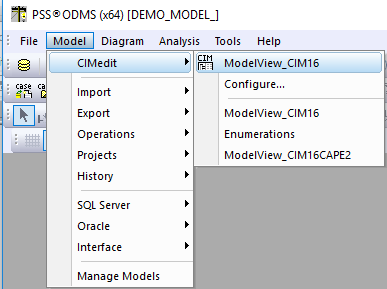 PSS®ODMS (x64) [DEMO_MODEL_]
File Model Diagram Analysis Tools Help
CIMedit
CIM ModelView_CIM16
Configure...
Import
Export
ModelView_CIM16
Operations
Enumerations
Projects
ModelView_CIM16CAPE2
History
SQL Server
Oracle
Interface
Manage Models
case